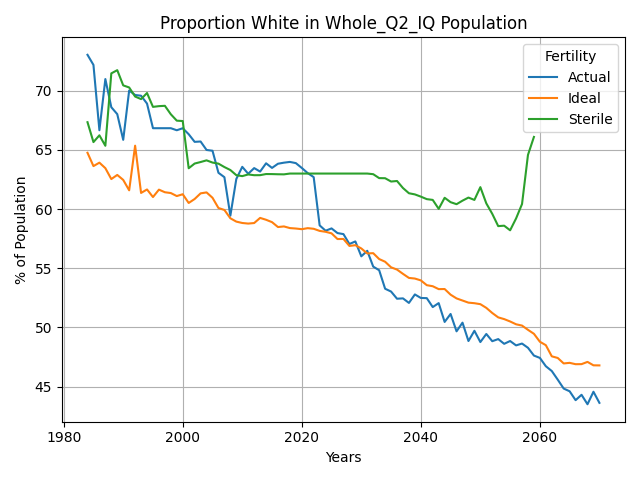 Proportion White in Whole_Q2_IQ Population
Fertility
Actual
Ideal
Sterile
% of Population
70
65
60
55
50
45
1980
2000
2020
2040
2060
Years